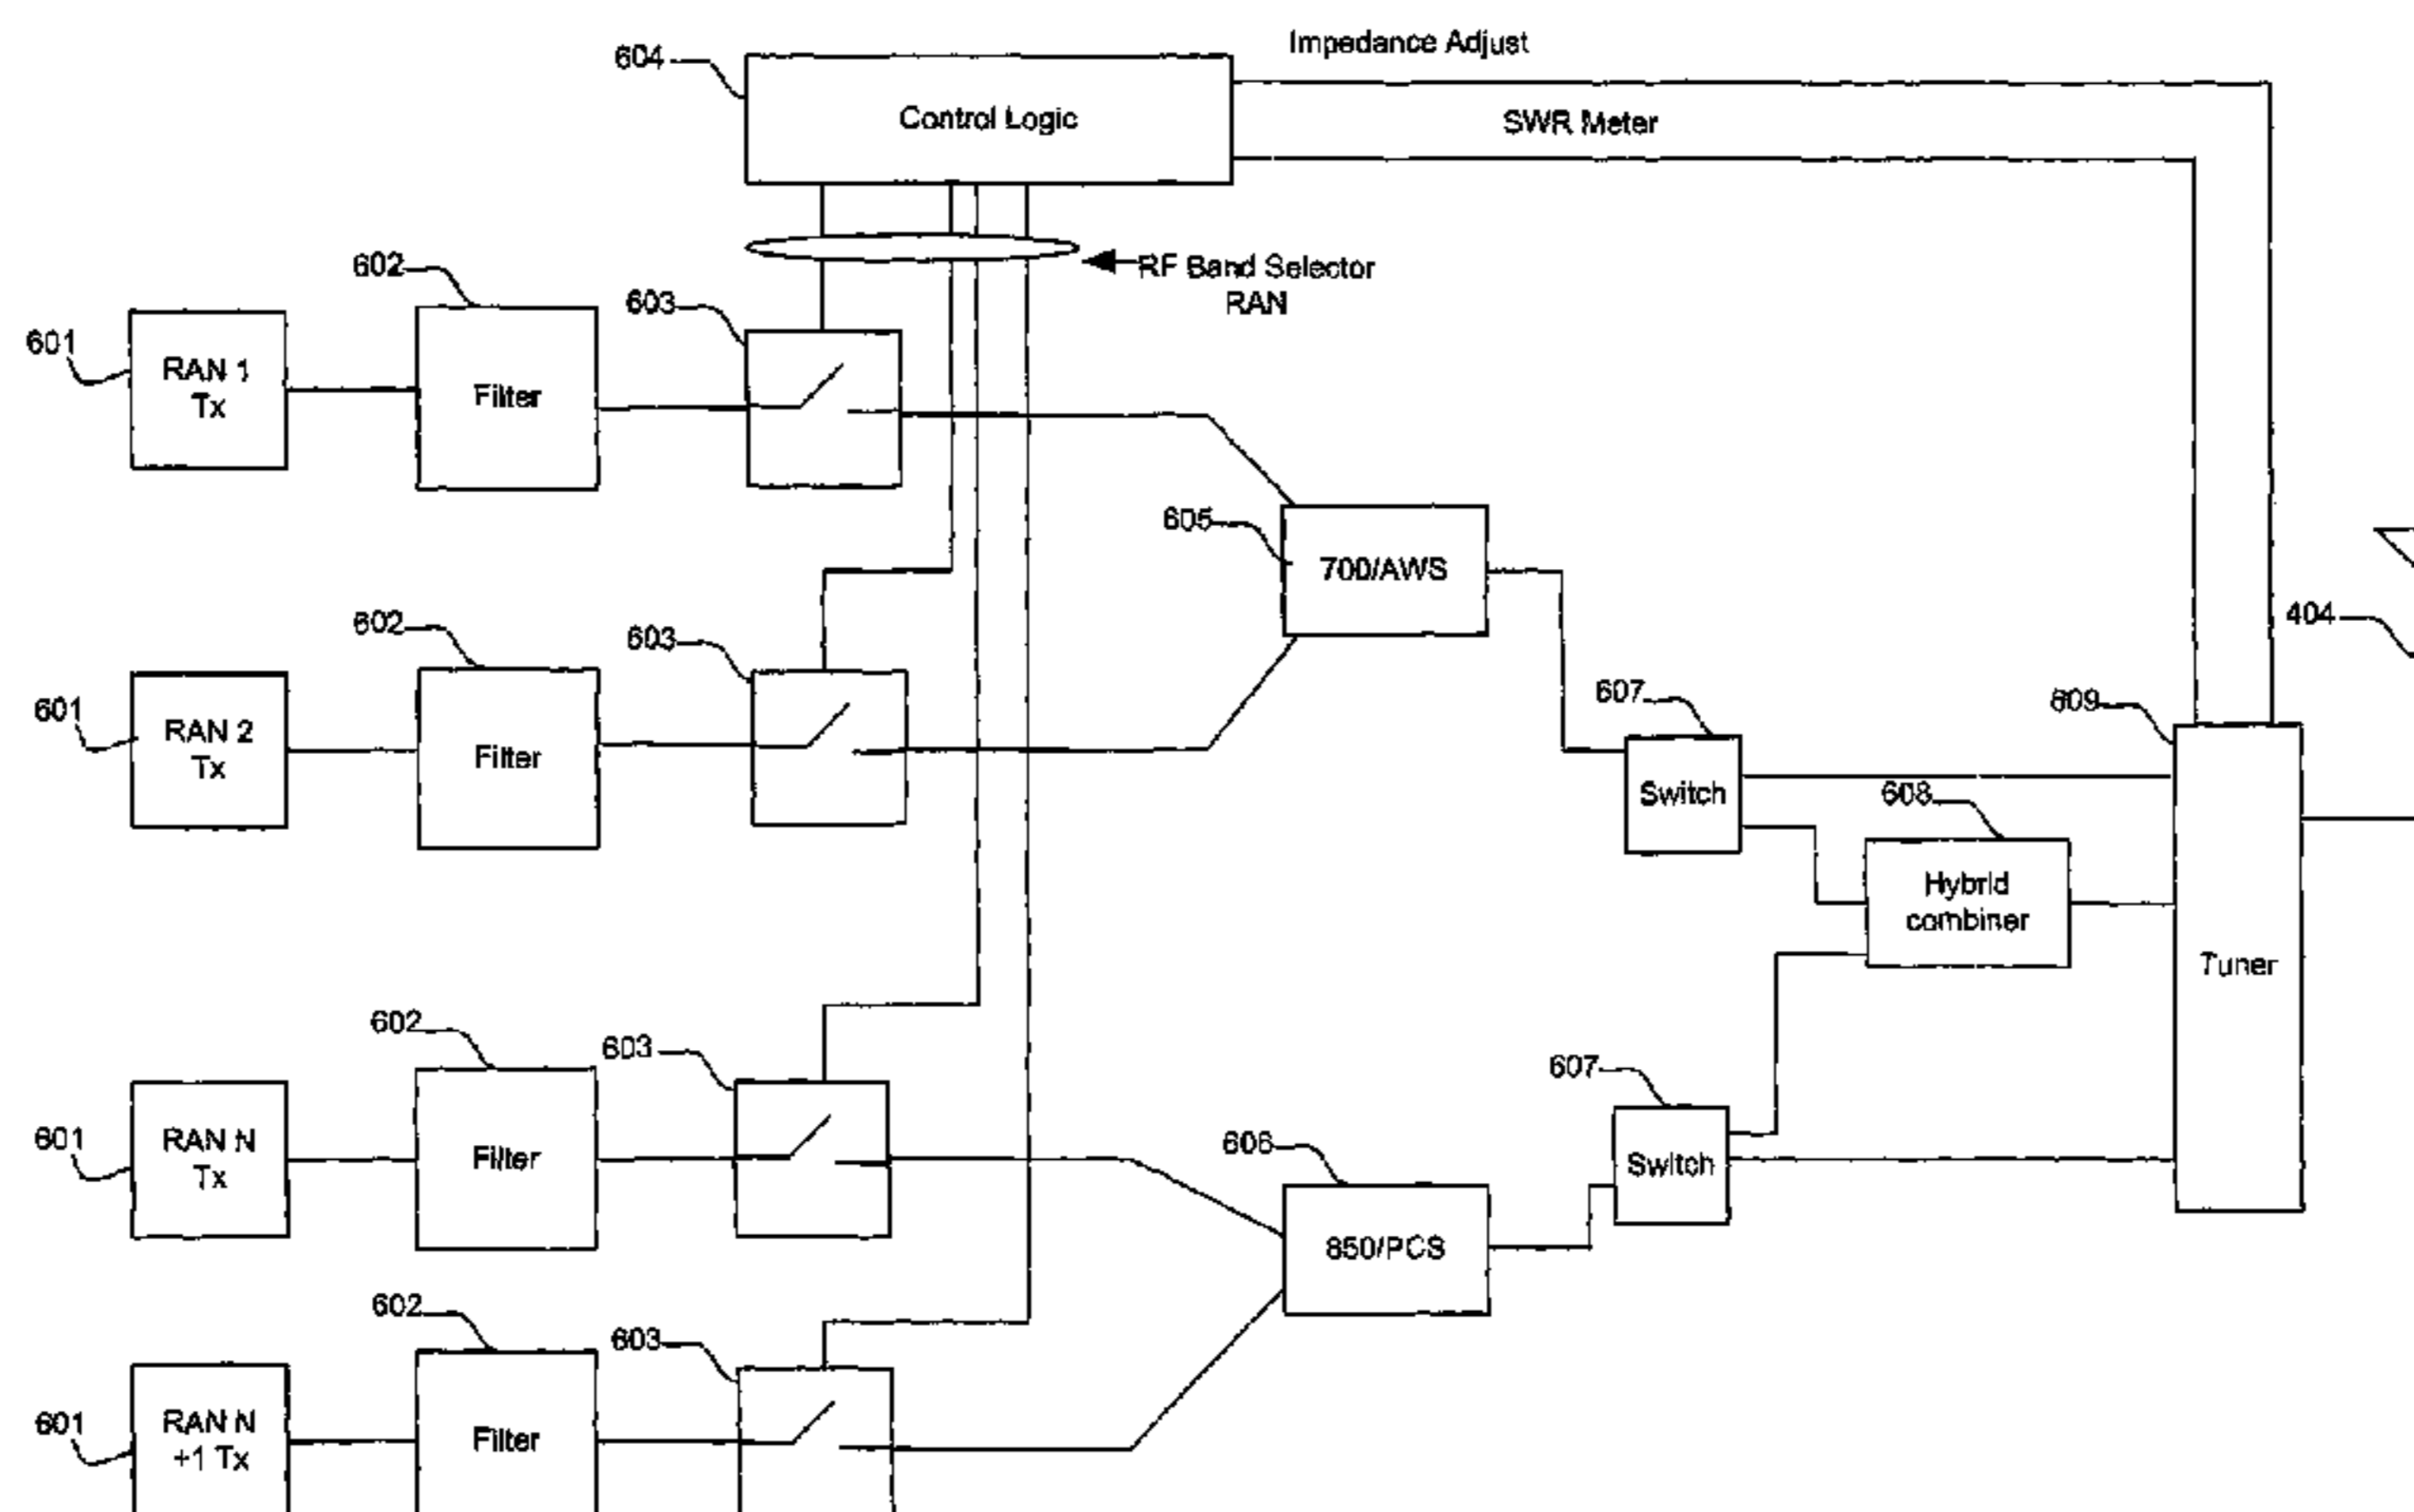 Impedance Adjust
604
Control Logic
SWR Meter
RF Band Selector
RAN
602
603
601
RAN 1
Tx
Filter
605
700/AWS
602
603
404
601
RAN 2
Tx
Filter
607
609
Switch
608
Hybrid
combiner
Tuner
602
603
607
601
RAN N
Tx
Filter
606
Switch
850/PCS
602
603
601
RAN N
+1 Tx
Filter